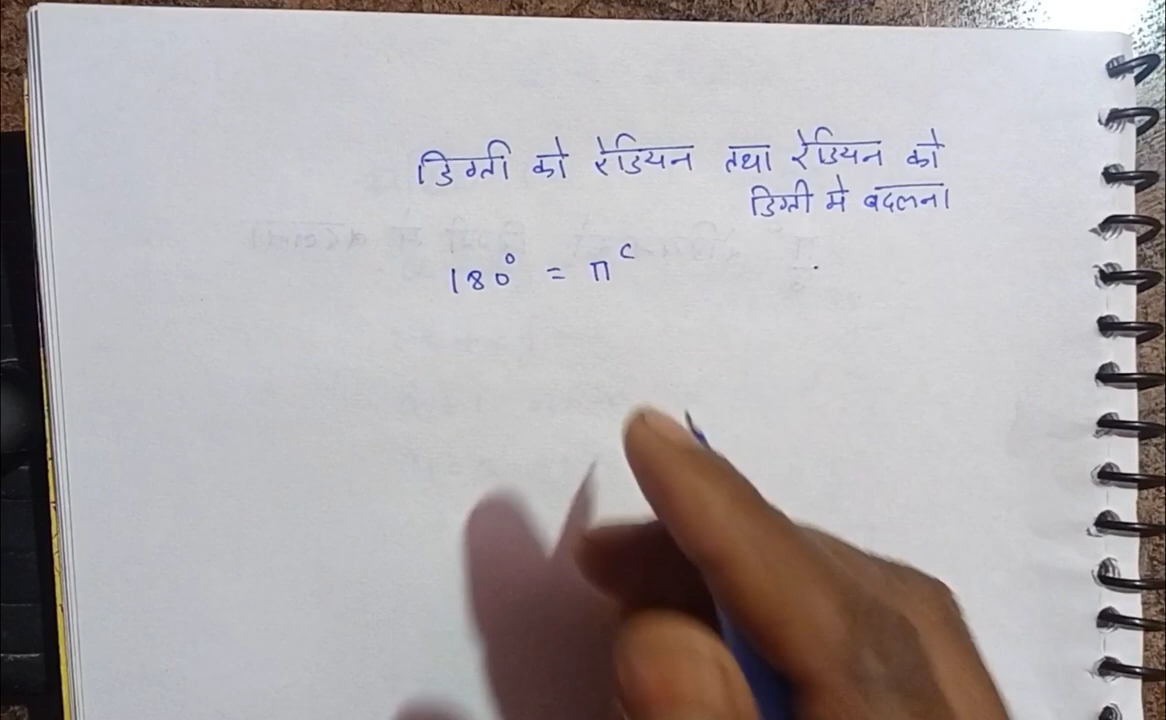 डिग्री को रेडियन तथा रेडियन को
डिग्री मे बदलना
180° = π^c